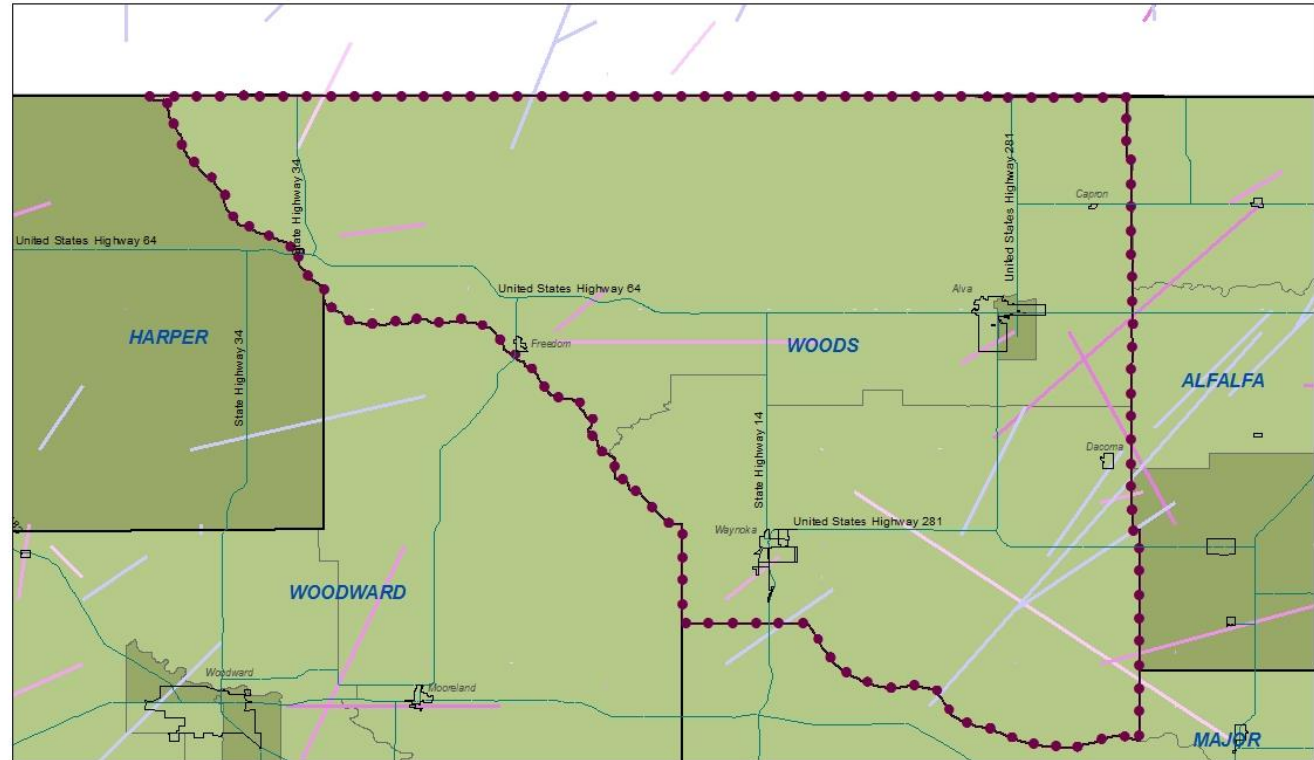 State Highway 34
United States Highway 281
Capron
United States Highway 64
United States Highway 64
Alva
HARPER
Freedom
WOODS
ALFALFA
State Highway 34
State Highway 14
Dacoma
Waynoka
United States Highway 281
WOODWARD
Woodward
Mooreland
MAJOR